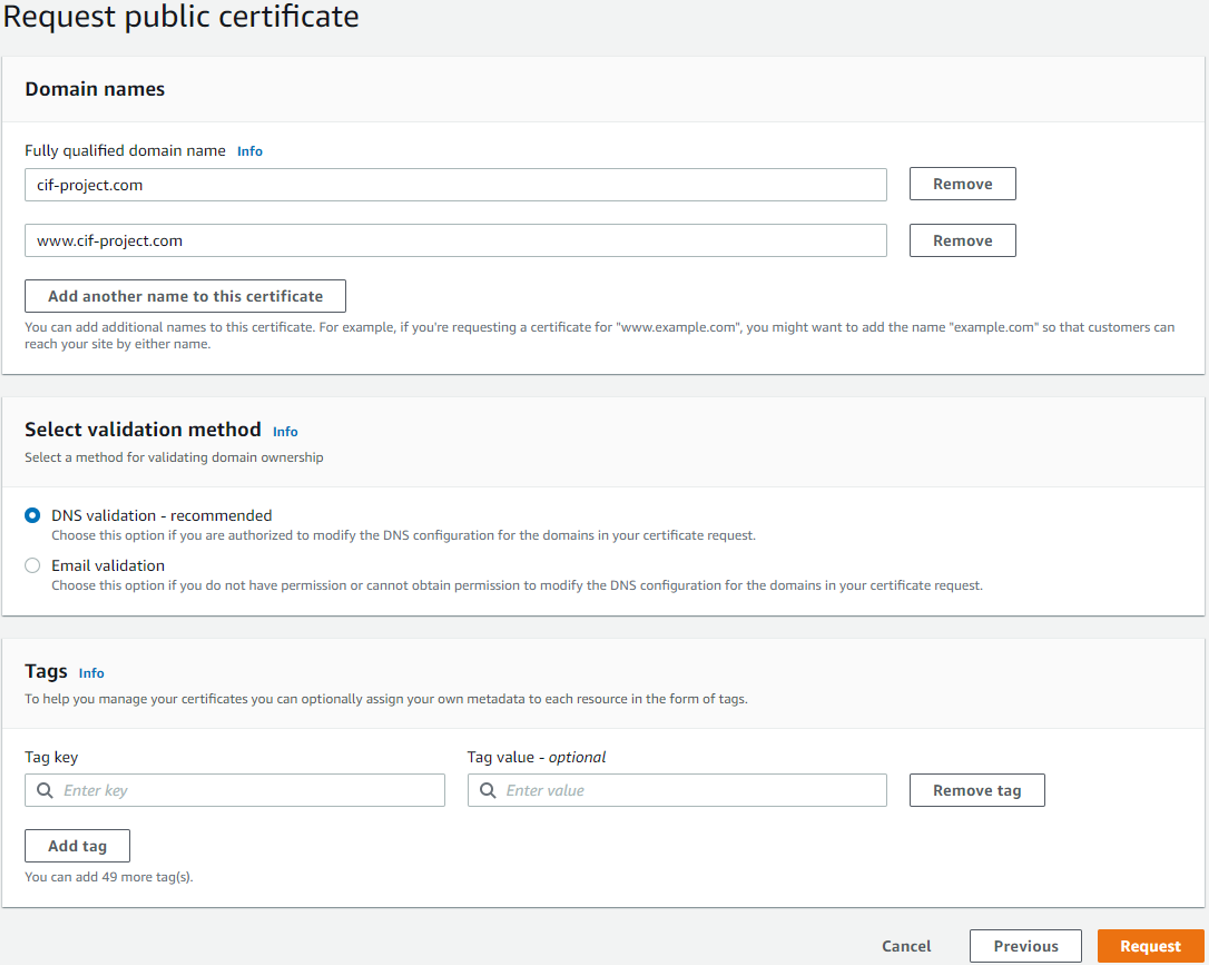 Request public certificate
Domain names
Fully qualified domain name Info
cif-project.com
Remove
www.cif-project.com
Remove
Add another name to this certificate
You can add additional names to this certificate. For example, if you're requesting a certificate for "www.example.com", you might want to add the name "example.com" so that customers can
reach your site by either name.
Select validation method Info
Select a method for validating domain ownership
DNS validation - recommended
Choose this option if you are authorized to modify the DNS configuration for the domains in your certificate request.
Email validation
Choose this option if you do not have permission or cannot obtain permission to modify the DNS configuration for the domains in your certificate request.
Tags Info
To help you manage your certificates you can optionally assign your own metadata to each resource in the form of tags.
Tag key
Tag value - optional
Enter key
Enter value
Remove tag
Add tag
You can add 49 more tag(s).
Cancel
Previous
Request